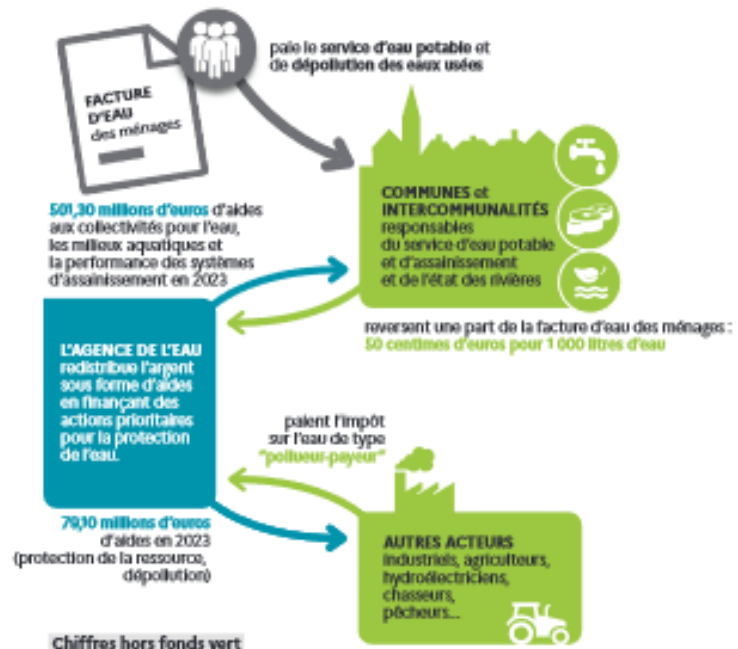 FACTURE
D'EAU
des ménages
paie le service d'eau potable et
de dépollution des eaux usées
501,30 millions d'euros d'aides
aux collectivités pour l'eau,
les milieux aquatiques et
la performance des systèmes
d'assainissement en 2023
COMMUNES et
INTERCOMMUNALITÉS
responsables
du service d'eau potable
et d'assainissement
et de l'état des rivières
reversent une part de la facture d'eau des ménages :
50 centimes d'euros pour 1 000 litres d'eau
L'AGENCE DE L'EAU
redistribue l'argent
sous forme d'aides
en finançant des
actions prioritaires
pour la protection
de l'eau.
paient l'impôt
sur l'eau de type
"pollueur-payeur"
79,10 millions d'euros
d'aides en 2023
(protection de la ressource,
dépollution)
AUTRES ACTEURS
industriels, agriculteurs,
hydroélectriciens,
chasseurs,
pêcheurs...
Chiffres hors fonds vert